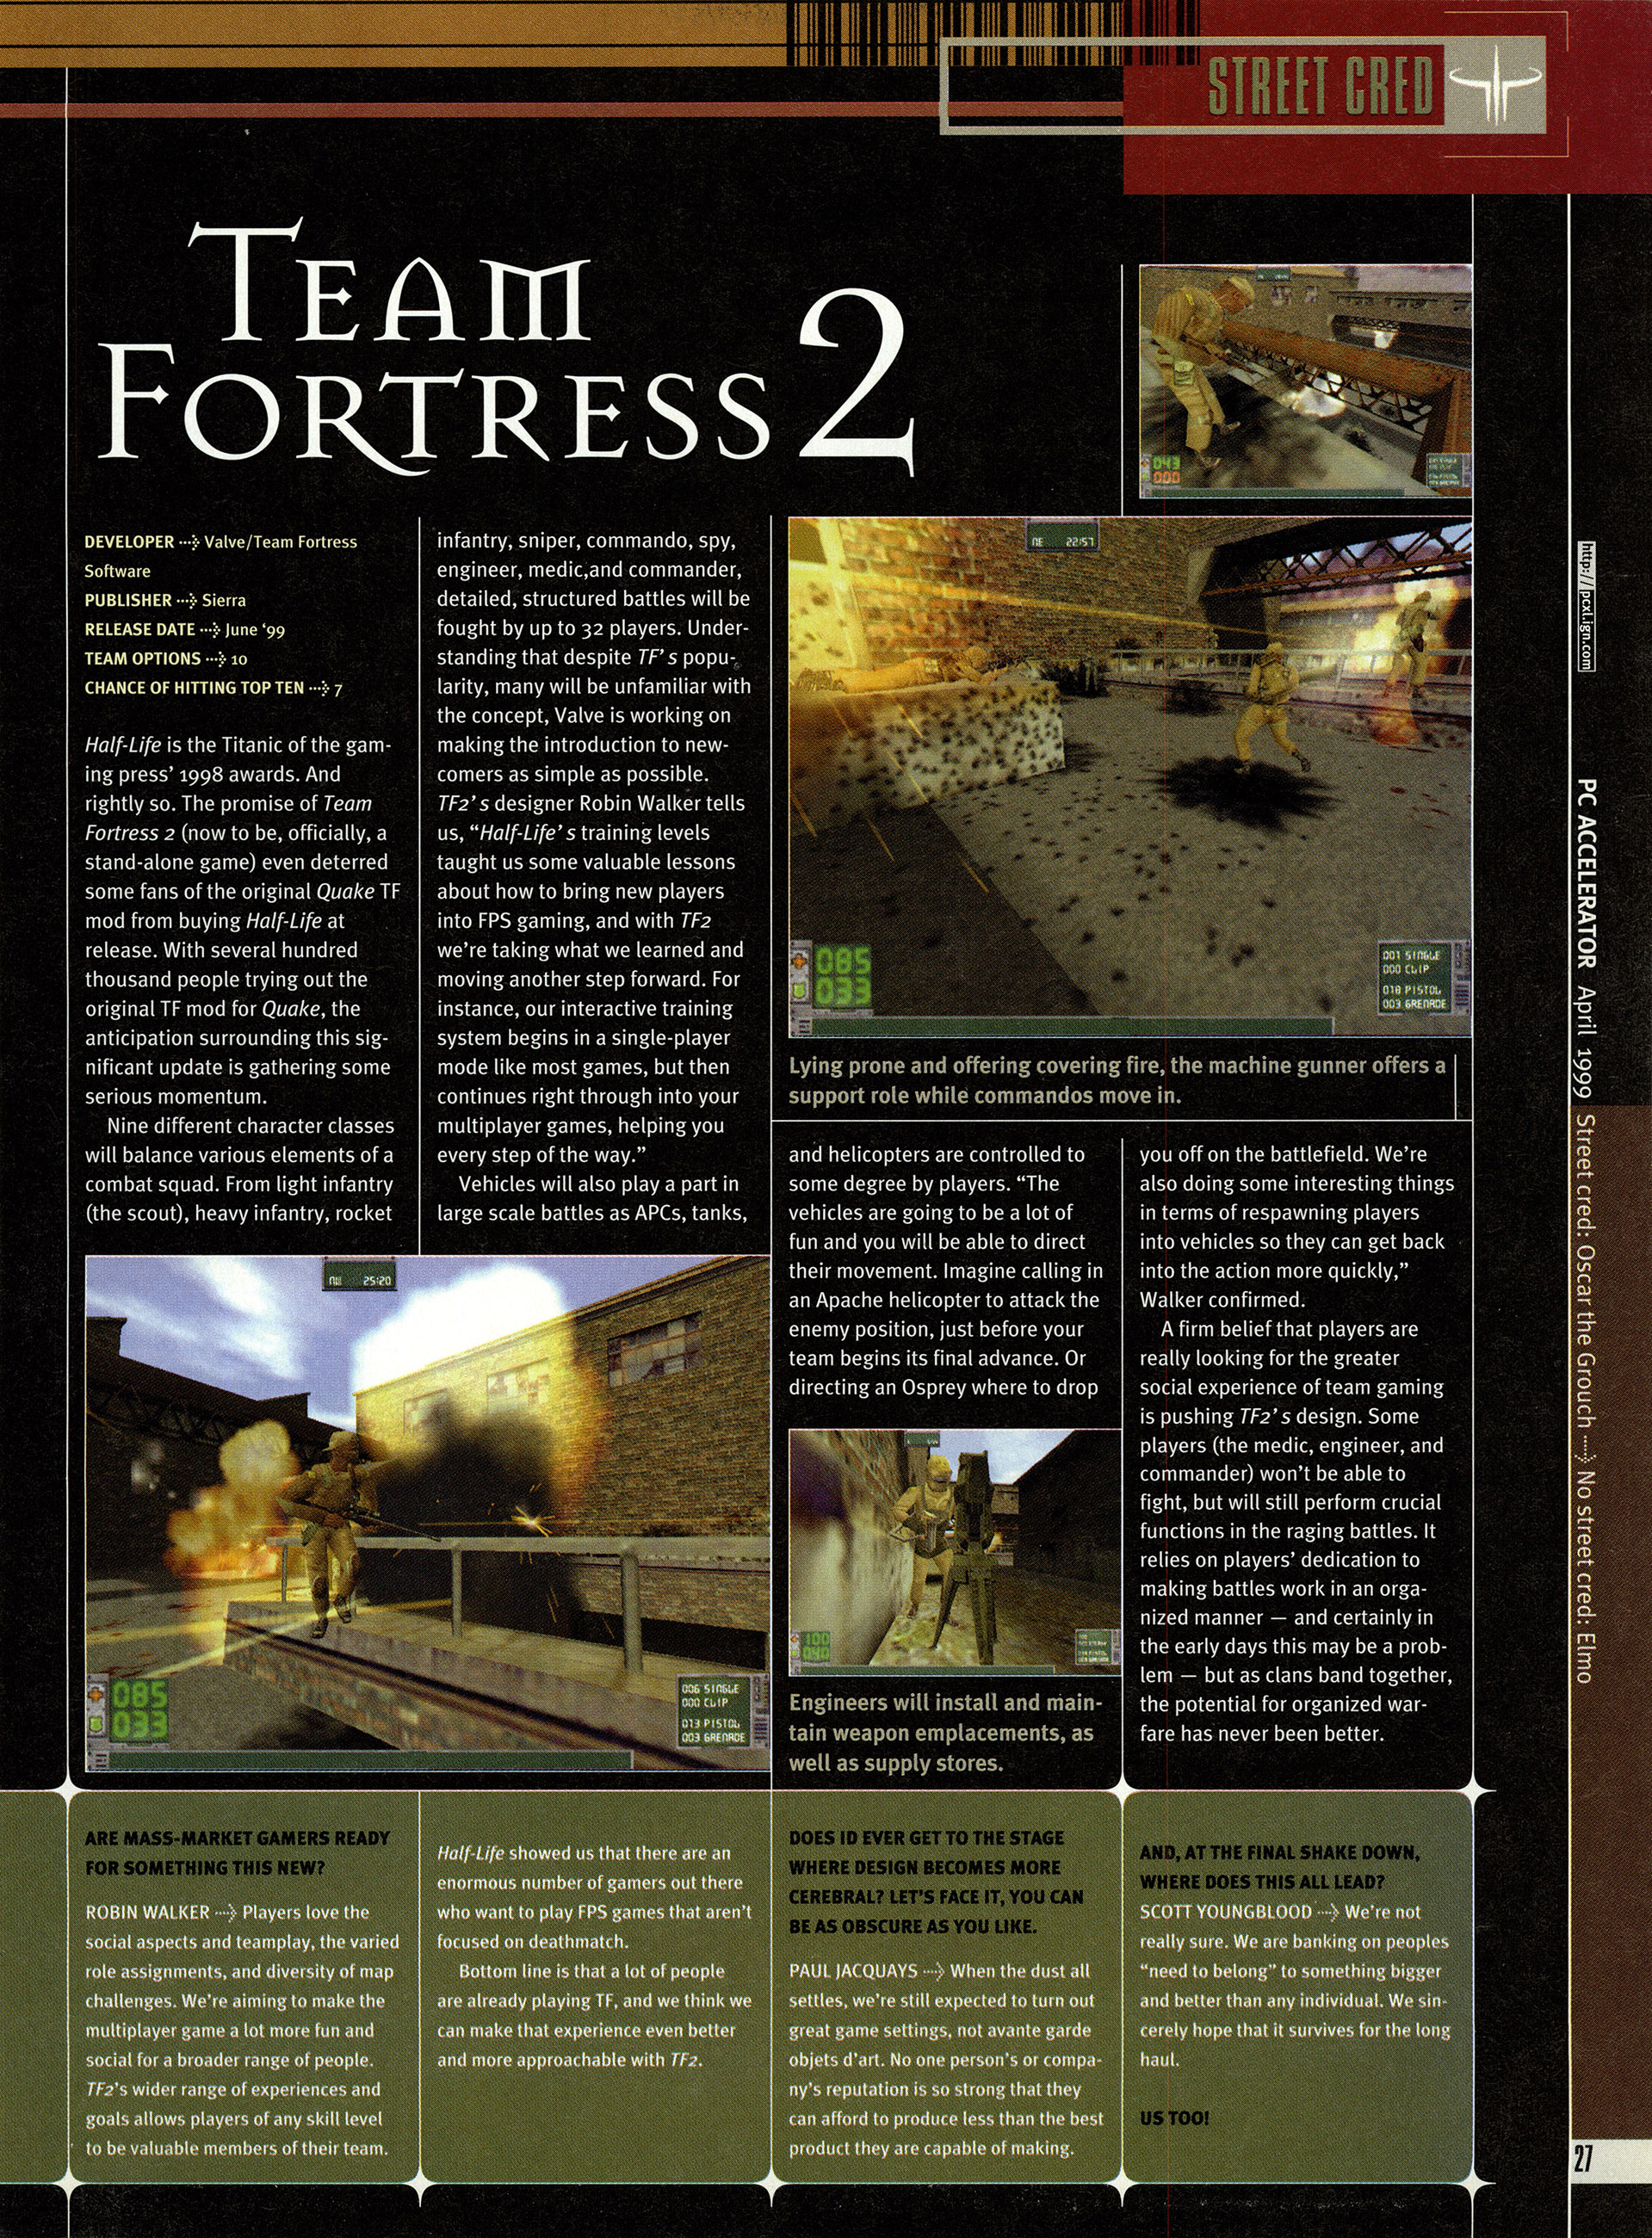 STREET CRED
TEAM
FORTRESS 2
DEVELOPER ···> Valve/Team Fortress
Software
PUBLISHER ···> Sierra
RELEASE DATE ···> June ‘99
TEAM OPTIONS ···> 10
CHANCE OF HITTING TOP TEN ···> 7
Half-Life is the Titanic of the gam-
ing press’ 1998 awards. And
rightly so. The promise of Team
Fortress 2 (now to be, officially, a
stand-alone game) even deterred
some fans of the original Quake TF
mod from buying Half-Life at
release. With several hundred
thousand people trying out the
original TF mod for Quake, the
anticipation surrounding this sig-
nificant update is gathering some
serious momentum.
Nine different character classes
will balance various elements of a
combat squad. From light infantry
(the scout), heavy infantry, rocket
infantry, sniper, commando, spy,
engineer, medic,and commander,
detailed, structured battles will be
fought by up to 32 players. Under-
standing that despite TF’s popu-
larity, many will be unfamiliar with
the concept, Valve is working on
making the introduction to new-
comers as simple as possible.
TF2’s designer Robin Walker tells
us, “Half-Life’s training levels
taught us some valuable lessons
about how to bring new players
into FPS gaming, and with TF2
we’re taking what we learned and
moving another step forward. For
instance, our interactive training
system begins in a single-player
mode like most games, but then
continues right through into your
multiplayer games, helping you
every step of the way.”
Vehicles will also play a part in
large scale battles as APCs, tanks,
043
000
NE 22:57
085
033
001 SINGLE
000 CLIP
018 PISTOL
003 GRENADE
Lying prone and offering covering fire, the machine gunner offers a
support role while commandos move in.
and helicopters are controlled to
some degree by players. “The
vehicles are going to be a lot of
fun and you will be able to direct
their movement. Imagine calling in
an Apache helicopter to attack the
enemy position, just before your
team begins its final advance. Or
directing an Osprey where to drop
you off on the battlefield. We’re
also doing some interesting things
in terms of respawning players
into vehicles so they can get back
into the action more quickly,”
Walker confirmed.
A firm belief that players are
really looking for the greater
social experience of team gaming
is pushing TF2’s design. Some
players (the medic, engineer, and
commander) won’t be able to
fight, but will still perform crucial
functions in the raging battles. It
relies on players’ dedication to
making battles work in an orga-
nized manner — and certainly in
the early days this may be a prob-
lem — but as clans band together,
the potential for organized war-
fare has never been better.
NW 25:20
085
033
006 SINGLE
000 CLIP
013 PISTOL
003 GRENADE
100
040
Engineers will install and main-
tain weapon emplacements, as
well as supply stores.
ARE MASS-MARKET GAMERS READY
FOR SOMETHING THIS NEW?
ROBIN WALKER ···> Players love the
social aspects and teamplay, the varied
role assignments, and diversity of map
challenges. We’re aiming to make the
multiplayer game a lot more fun and
social for a broader range of people.
TF2’s wider range of experiences and
goals allows players of any skill level
to be valuable members of their team.
Half-Life showed us that there are an
enormous number of gamers out there
who want to play FPS games that aren’t
focused on deathmatch.
Bottom line is that a lot of people
are already playing TF, and we think we
can make that experience even better
and more approachable with TF2.
DOES ID EVER GET TO THE STAGE
WHERE DESIGN BECOMES MORE
CEREBRAL? LET’S FACE IT, YOU CAN
BE AS OBSCURE AS YOU LIKE.
PAUL JACQUAYS ···> When the dust all
settles, we’re still expected to turn out
great game settings, not avante garde
objets d’art. No one person’s or compa-
ny’s reputation is so strong that they
can afford to produce less than the best
product they are capable of making.
AND, AT THE FINAL SHAKE DOWN,
WHERE DOES THIS ALL LEAD?
SCOTT YOUNGBLOOD ···> We’re not
really sure. We are banking on peoples
“need to belong” to something bigger
and better than any individual. We sin-
cerely hope that it survives for the long
haul.
US TOO!
http://pcxl.ign.com
PC ACCELERATOR April 1999 Street cred: Oscar the Grouch ···> No street cred: Elmo
27